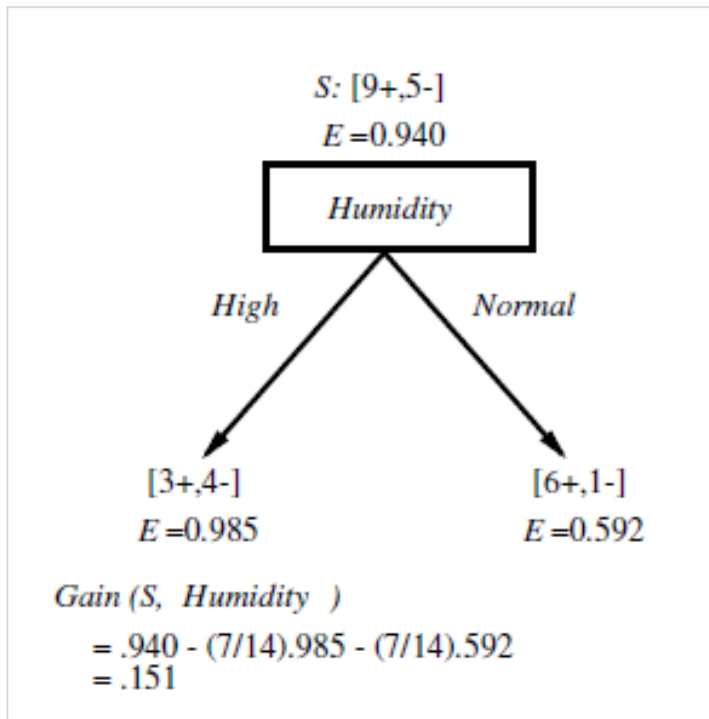 S: [9+,5-]
E =0.940
Humidity
High
Normal
[3+,4-]
[6+,1-]
E =0.985
E =0.592
Gain (S, Humidity )
= .940 - (7/14).985 - (7/14).592
= .151